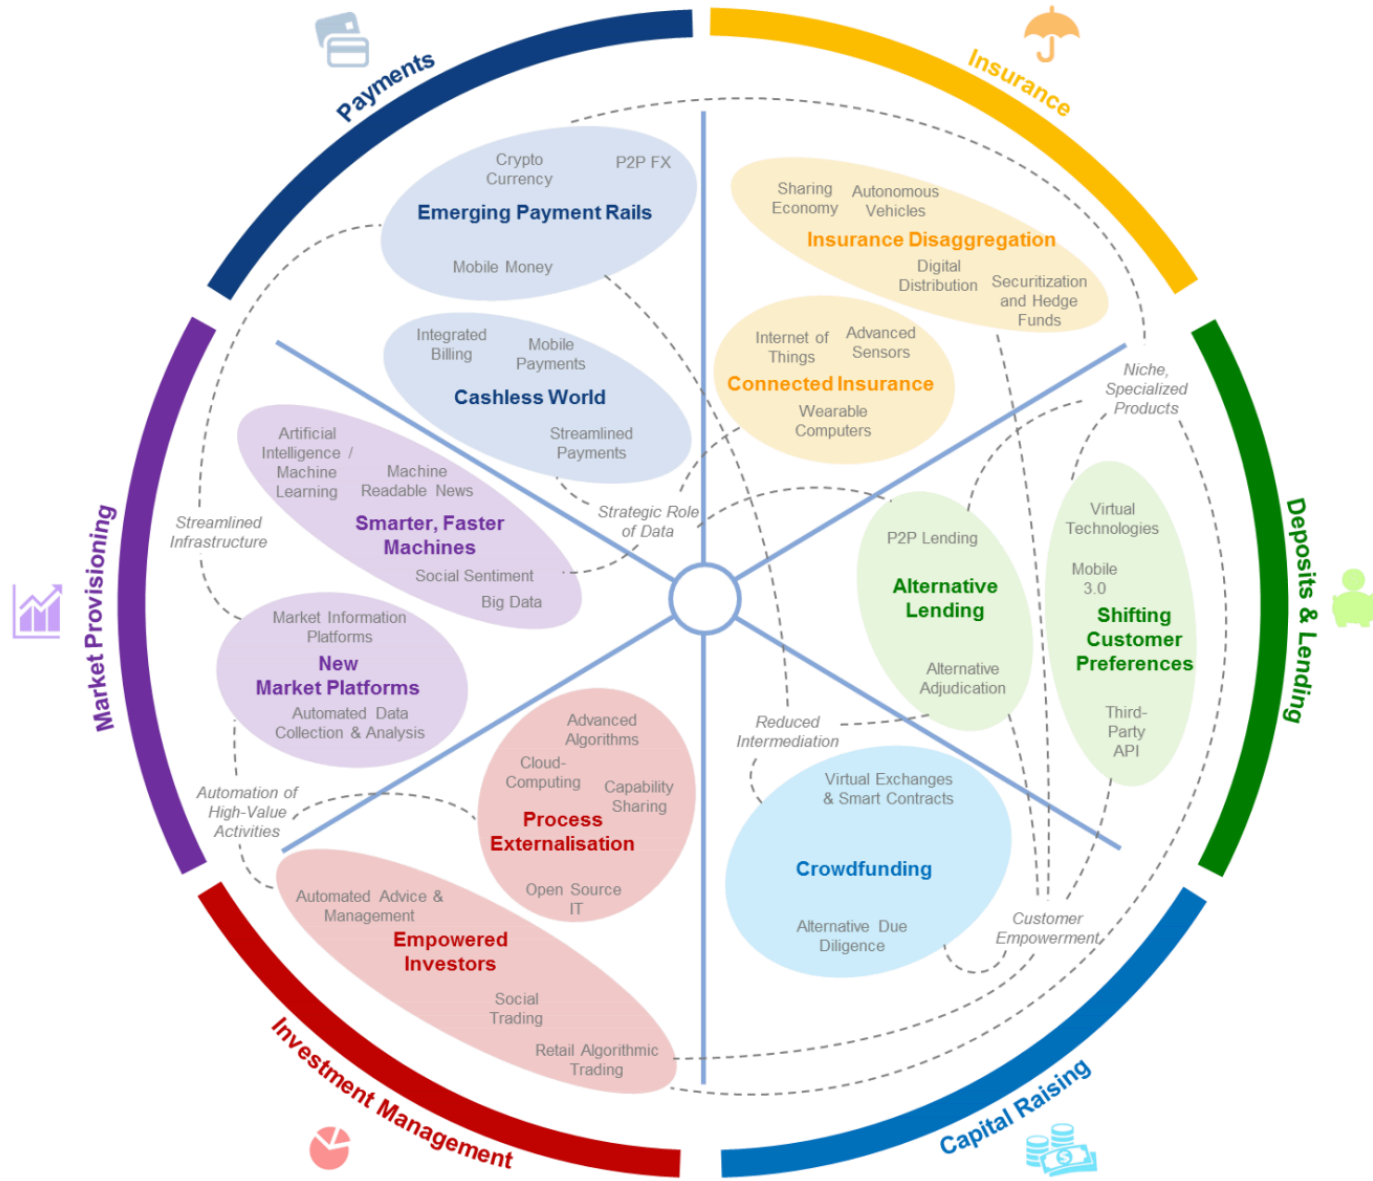 Payments
Crypto
Currency
P2P FX
Emerging Payment Rails
Mobile Money
Integrated
Billing
Mobile
Payments
Cashless World
Streamlined
Payments
Insurance
Sharing
Economy
Autonomous
Vehicles
Insurance Disaggregation
Digital
Distribution
Securitization
and Hedge
Funds
Internet of
Things
Advanced
Sensors
Connected Insurance
Wearable
Computers
Niche,
Specialized
Products
Deposits & Lending
Virtual
Technologies
Mobile
3.0
Shifting
Customer
Preferences
Third-
Party
API
P2P Lending
Alternative
Lending
Alternative
Adjudication
Strategic Role
of Data
Market Provisioning
Artificial
Intelligence /
Machine
Learning
Machine
Readable News
Smarter, Faster
Machines
Social Sentiment
Big Data
Streamlined
Infrastructure
Market Information
Platforms
New
Market Platforms
Automated Data
Collection & Analysis
Automation of
High-Value
Activities
Investment Management
Advanced
Algorithms
Cloud-
Computing
Capability
Sharing
Process
Externalisation
Open Source
IT
Automated Advice &
Management
Empowered
Investors
Social
Trading
Retail Algorithmic
Trading
Reduced
Intermediation
Capital Raising
Virtual Exchanges
& Smart Contracts
Crowdfunding
Alternative Due
Diligence
Customer
Empowerment
$